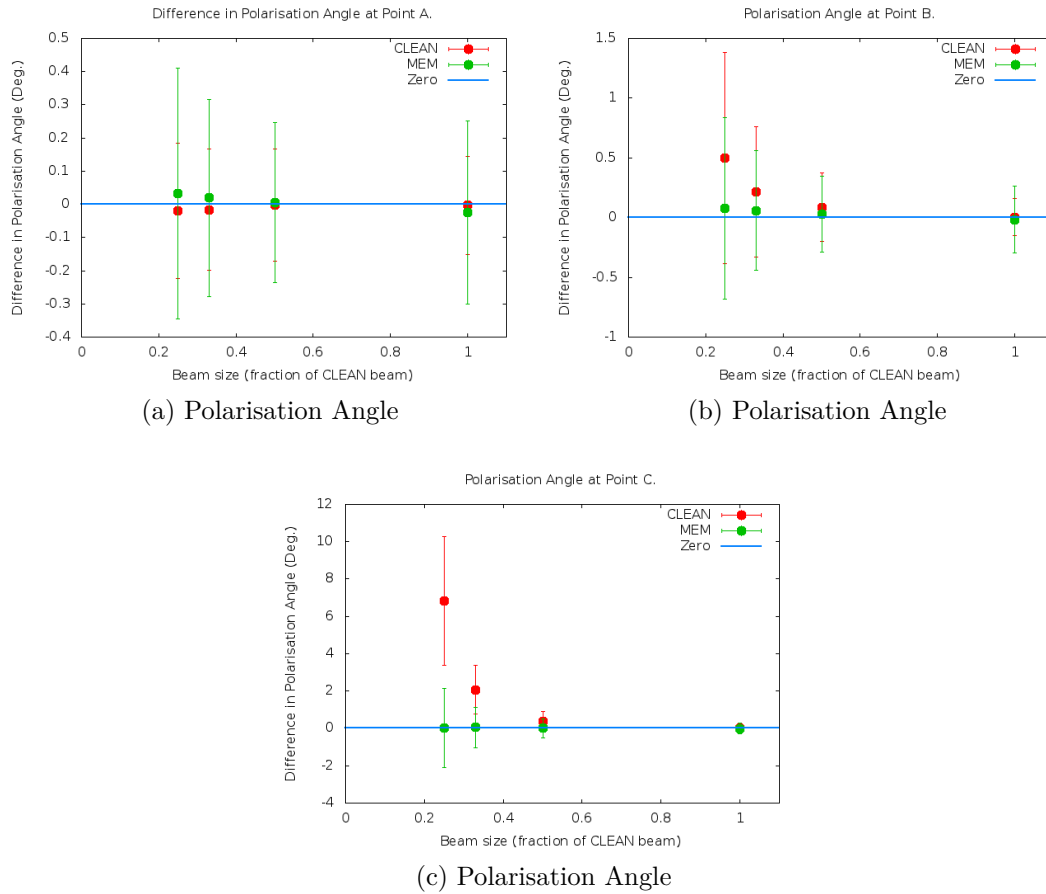 Difference in Polarisation Angle at Point A.
0.5
0.4
0.3
0.2
0.1
0
-0.1
-0.2
-0.3
-0.4
Difference in Polarisation Angle (Deg.)
CLEAN
MEM
Zero
0 0.2 0.4 0.6 0.8 1
Beam size (fraction of CLEAN beam)
(a) Polarisation Angle
Polarisation Angle at Point B.
1.5
1
0.5
0
-0.5
-1
Difference in Polarisation Angle (Deg.)
CLEAN
MEM
Zero
0 0.2 0.4 0.6 0.8 1
Beam size (fraction of CLEAN beam)
(b) Polarisation Angle
Polarisation Angle at Point C.
12
10
8
6
4
2
0
-2
-4
Difference in Polarisation Angle (Deg.)
CLEAN
MEM
Zero
0 0.2 0.4 0.6 0.8 1
Beam size (fraction of CLEAN beam)
(c) Polarisation Angle